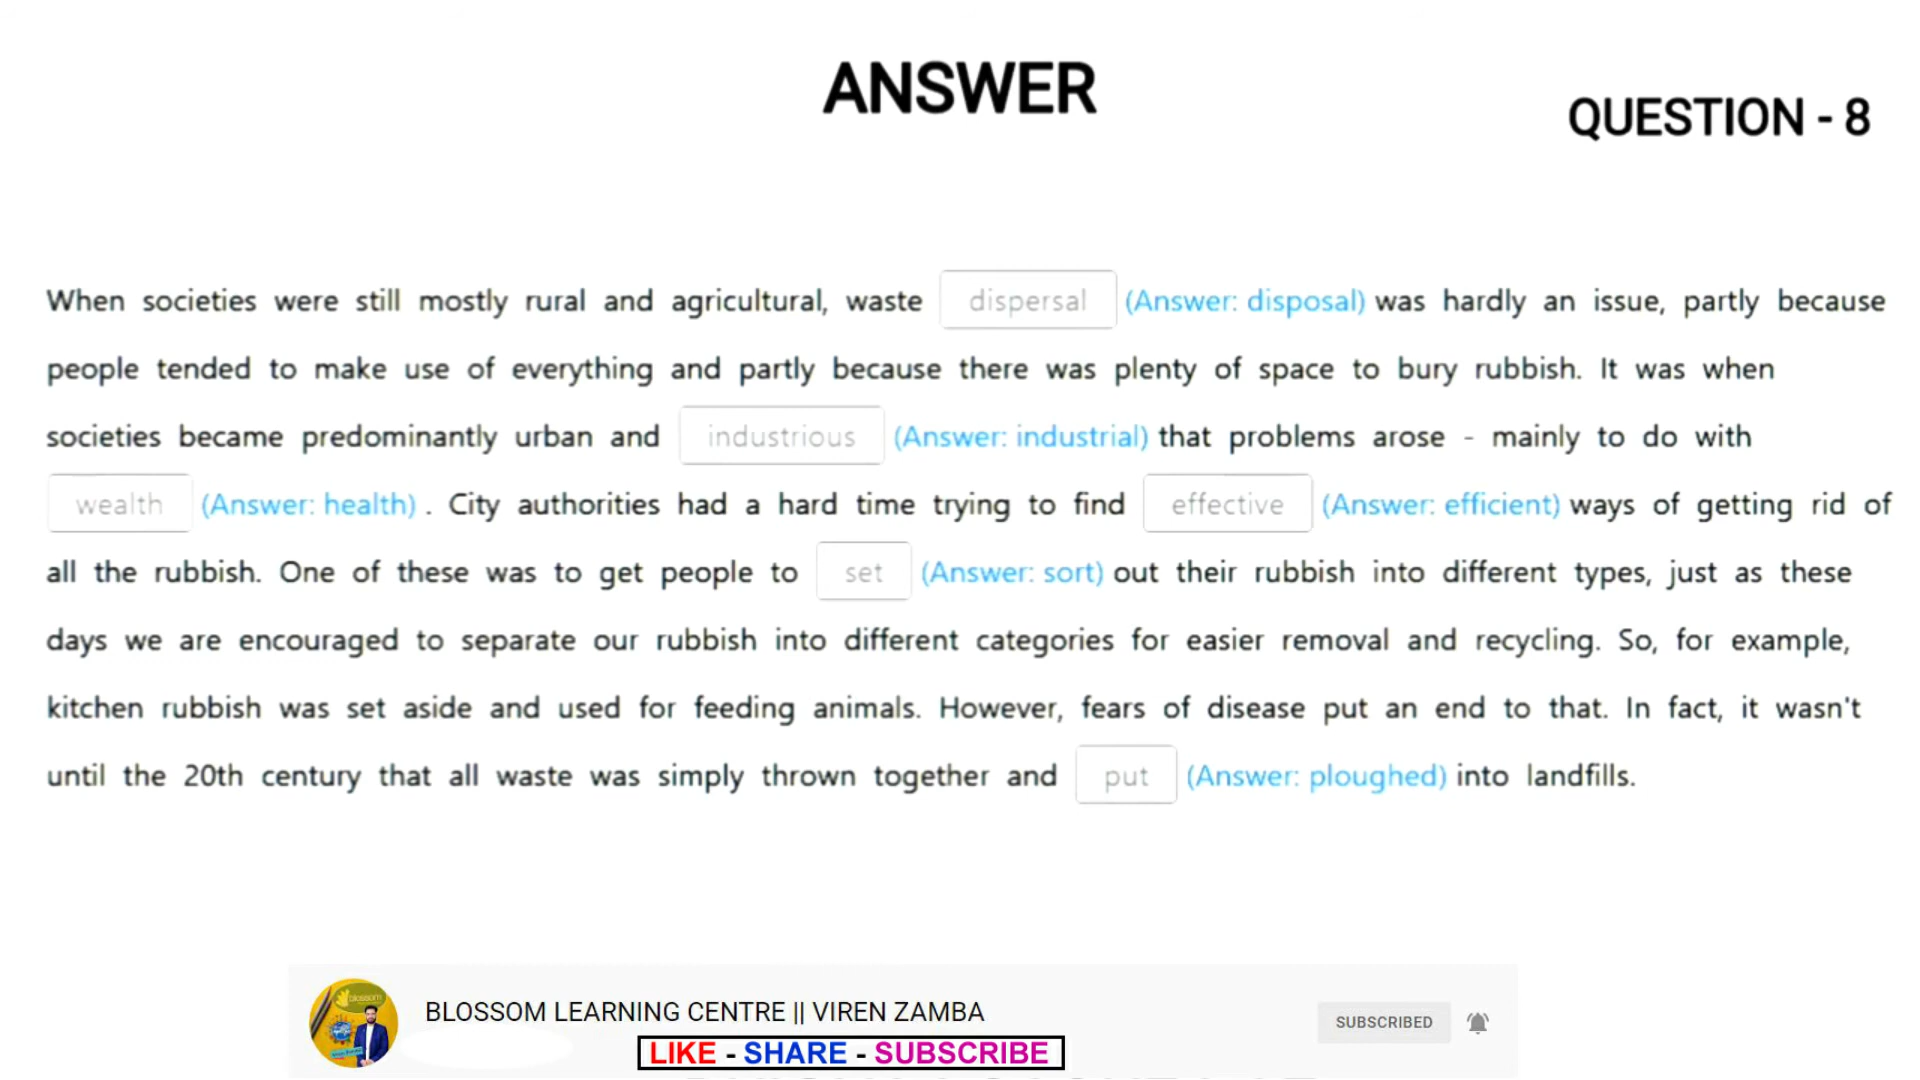 ANSWER
QUESTION - 8
When societies were still mostly rural and agricultural, waste dispersal (Answer: disposal) was hardly an issue, partly because
people tended to make use of everything and partly because there was plenty of space to bury rubbish. It was when
societies became predominantly urban and industrious (Answer: industrial) that problems arose - mainly to do with
wealth (Answer: health) . City authorities had a hard time trying to find effective (Answer: efficient) ways of getting rid of
all the rubbish. One of these was to get people to set (Answer: sort) out their rubbish into different types, just as these
days we are encouraged to separate our rubbish into different categories for easier removal and recycling. So, for example,
kitchen rubbish was set aside and used for feeding animals. However, fears of disease put an end to that. In fact, it wasn't
until the 20th century that all waste was simply thrown together and put (Answer: ploughed) into landfills.
blossom
BLOSSOM LEARNING CENTRE || VIREN ZAMBA
SUBSCRIBED
LIKE - SHARE - SUBSCRIBE